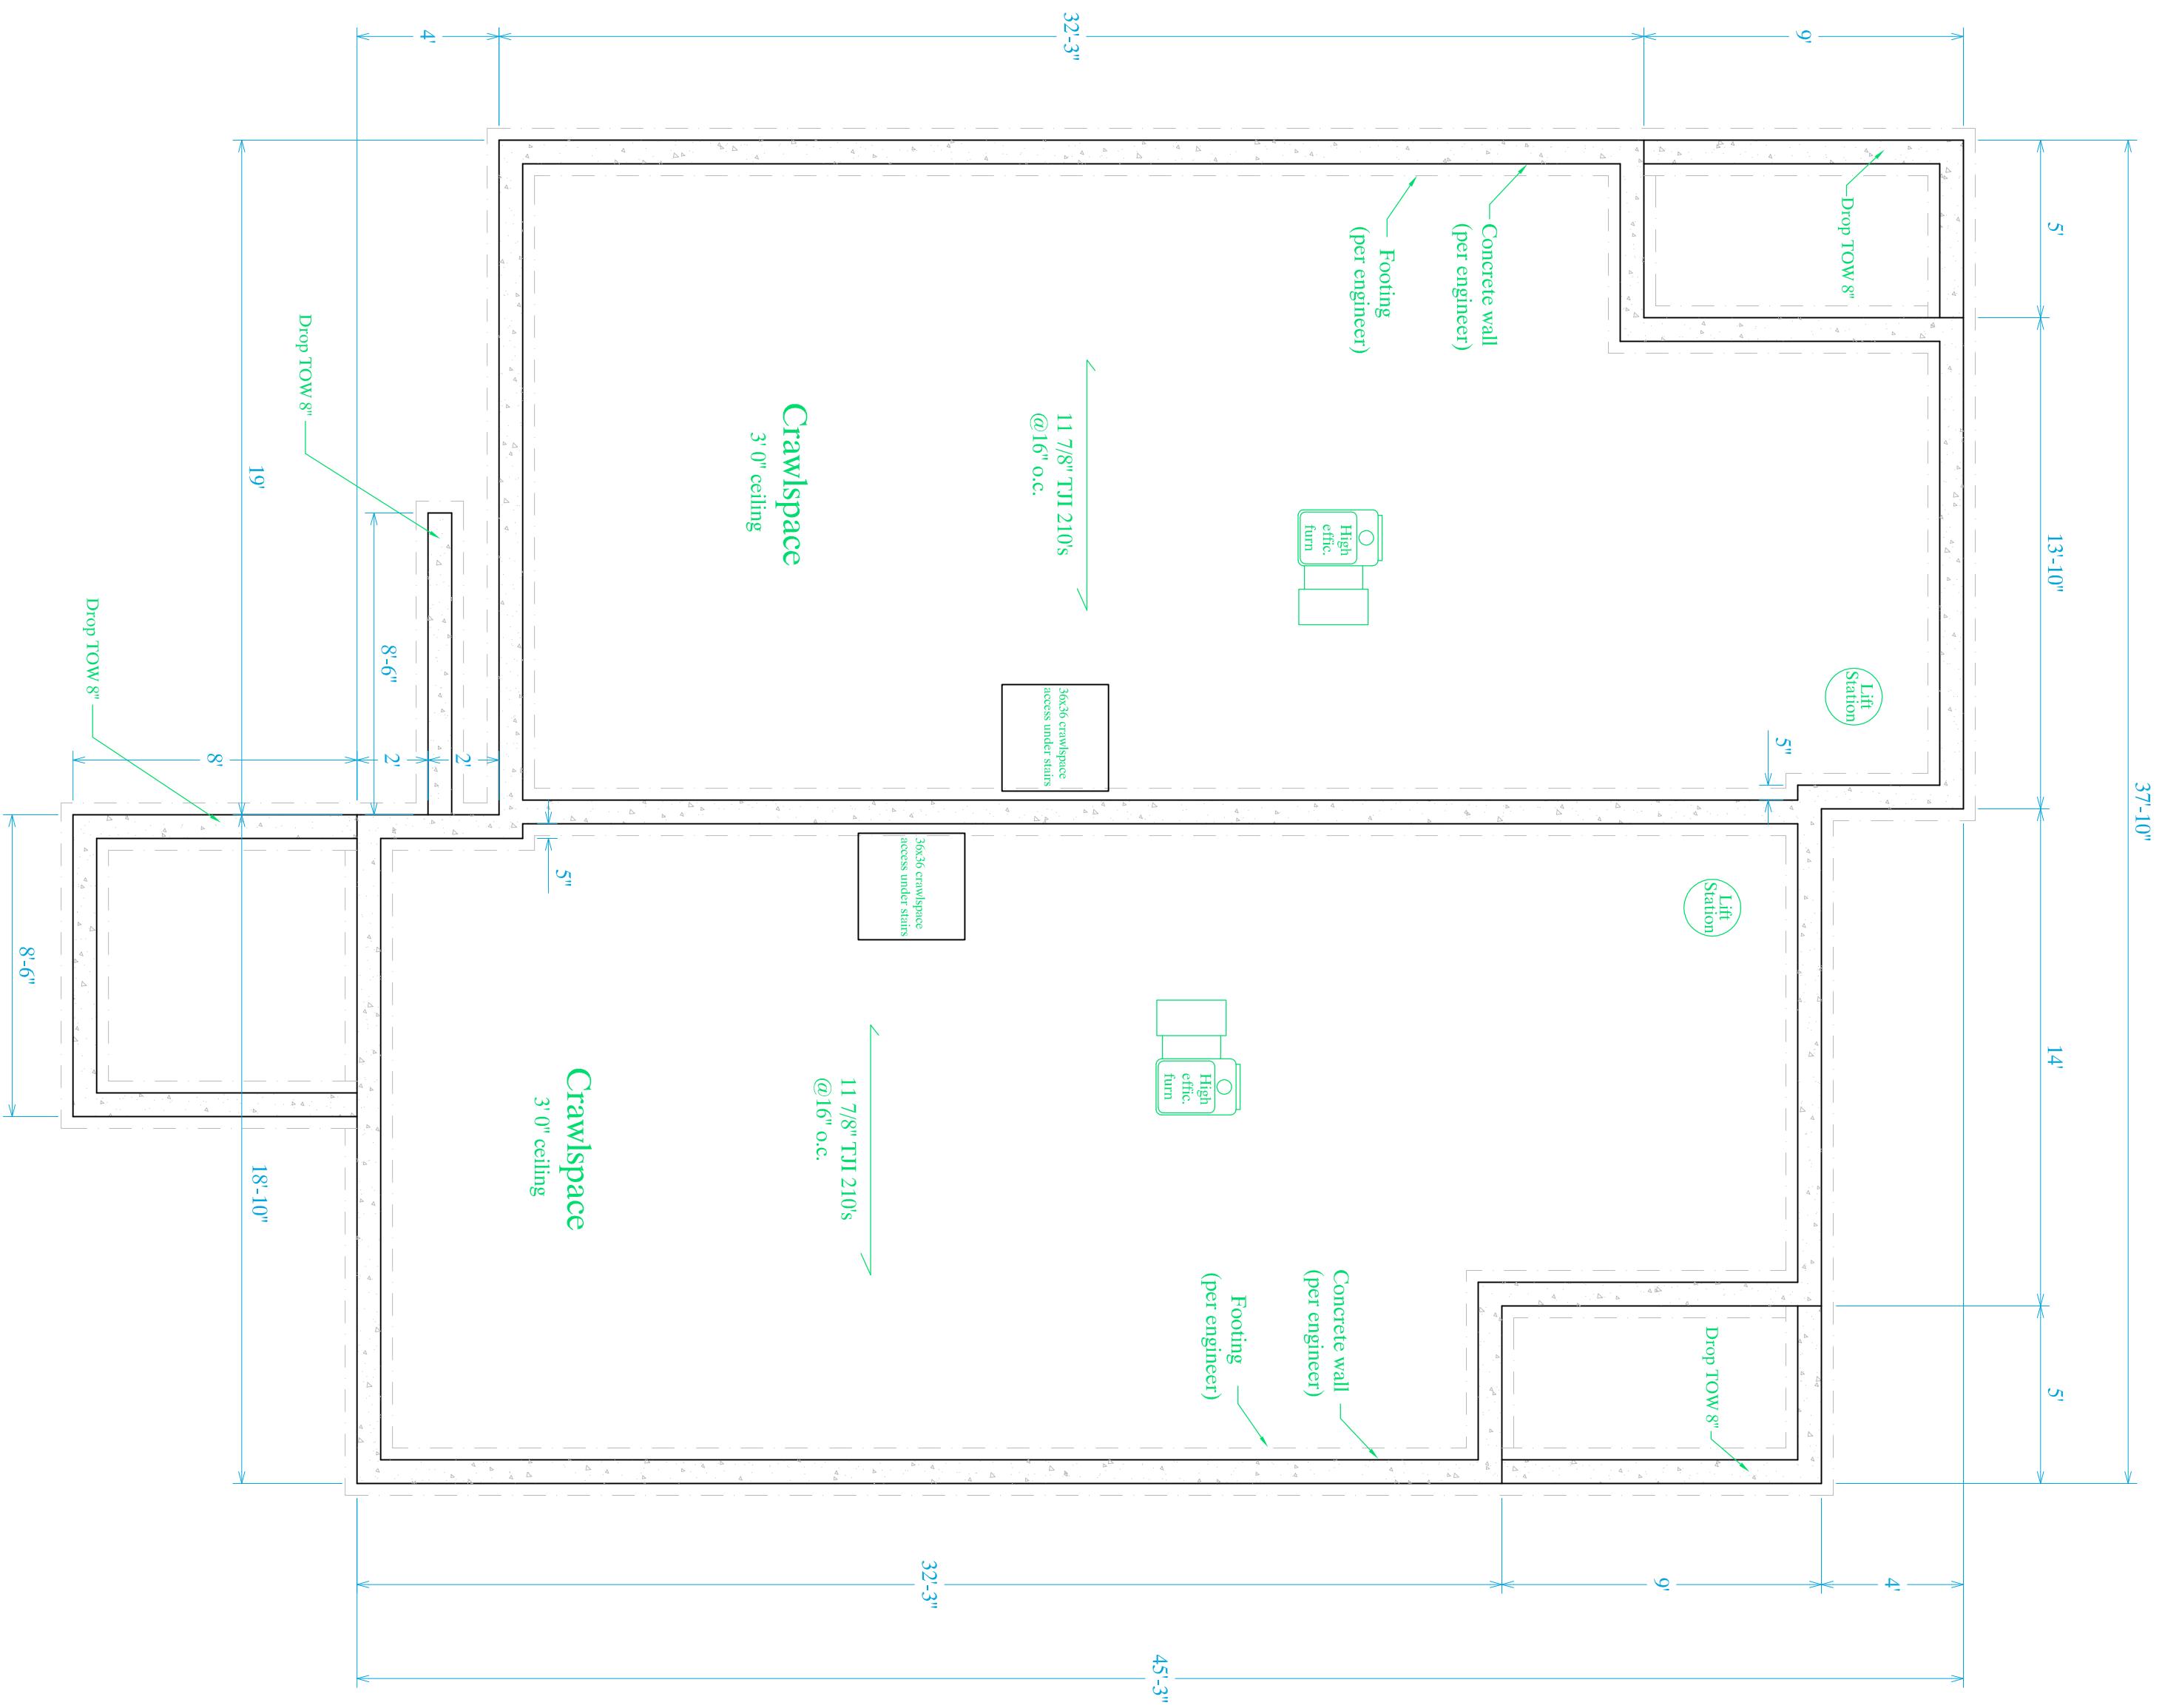 37'-10"
5'
13'-10"
14'
5'
9'
Drop TOW 8"
Lift
Station
5"
Lift
Station
Drop TOW 8"
4'
9'
Concrete wall
(per engineer)
Footing
(per engineer)
High
effic.
furn
High
effic.
furn
Concrete wall
(per engineer)
Footing
(per engineer)
32'-3"
11 7/8" TJI 210's
@16" o.c.
36x36 crawlspace
access under stairs
36x36 crawlspace
access under stairs
11 7/8" TJI 210's
@16" o.c.
45'-3"
32'-3"
Crawlspace
3' 0" ceiling
Crawlspace
3' 0" ceiling
5"
4'
2'
2'
8'-6"
Drop TOW 8"
19'
18'-10"
8'
Drop TOW 8"
8'-6"